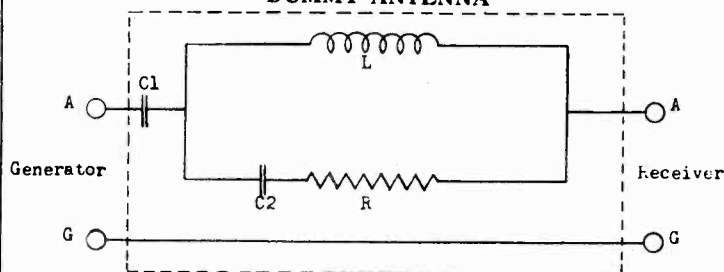 DUMMY ANTENNA
L
C1
A
A
Generator
Receiver
C2
R
G
G